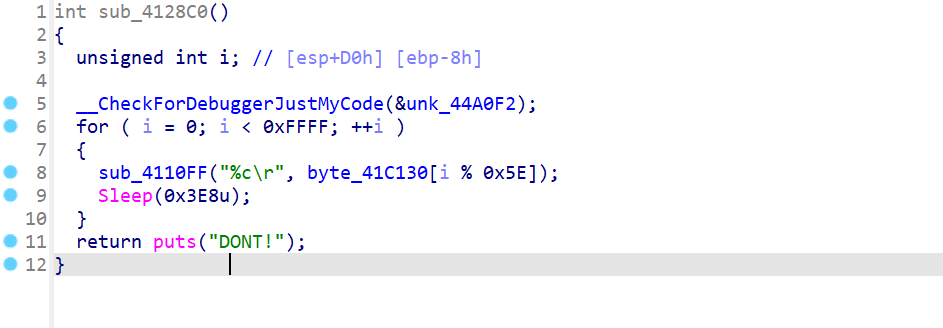 1 int sub_4128C0()
2 {
3   unsigned int i; // [esp+D0h] [ebp-8h]
4
5   __CheckForDebuggerJustMyCode(&unk_44A0F2);
6   for ( i = 0; i < 0xFFFF; ++i )
7   {
8     sub_4110FF("%c\r", byte_41C130[i % 0x5E]);
9     Sleep(0x3E8u);
10   }
11   return puts("DONT!");
12 }